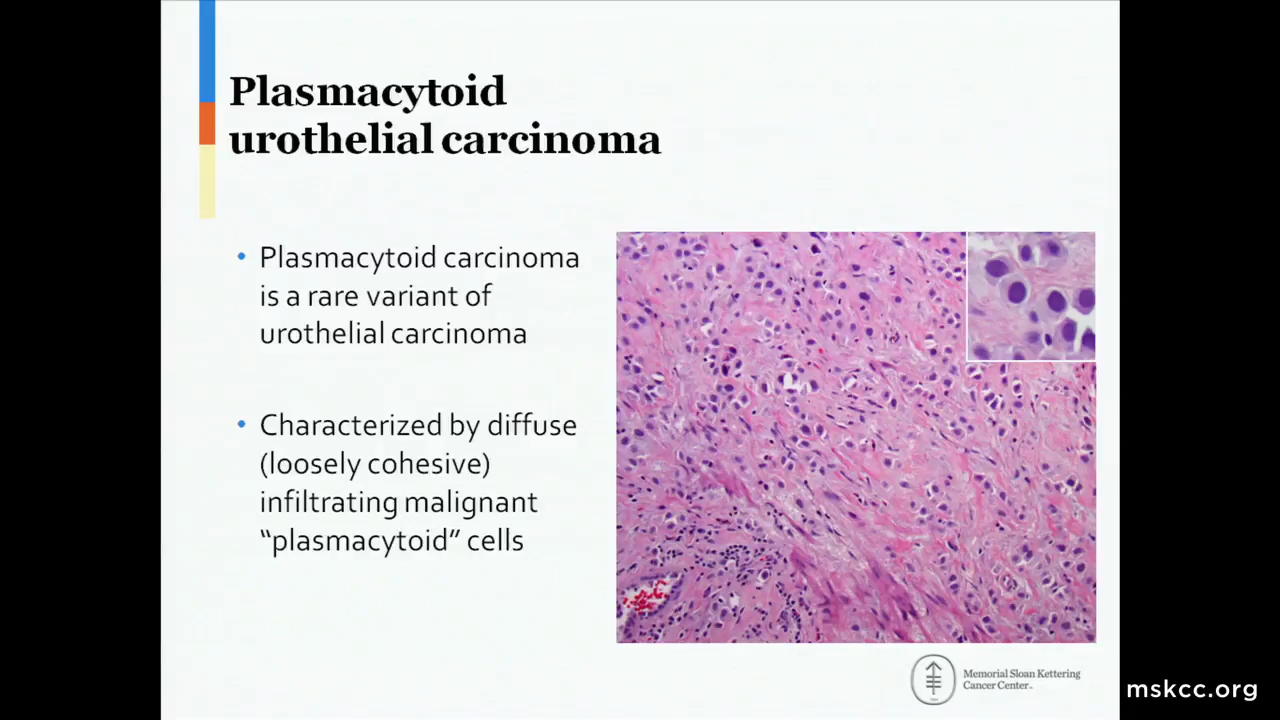 Plasmacytoid
urothelial carcinoma
• Plasmacytoid carcinoma
is a rare variant of
urothelial carcinoma
• Characterized by diffuse
(loosely cohesive)
infiltrating malignant
“plasmacytoid” cells
Memorial Sloan Kettering
Cancer Center
mskcc.org